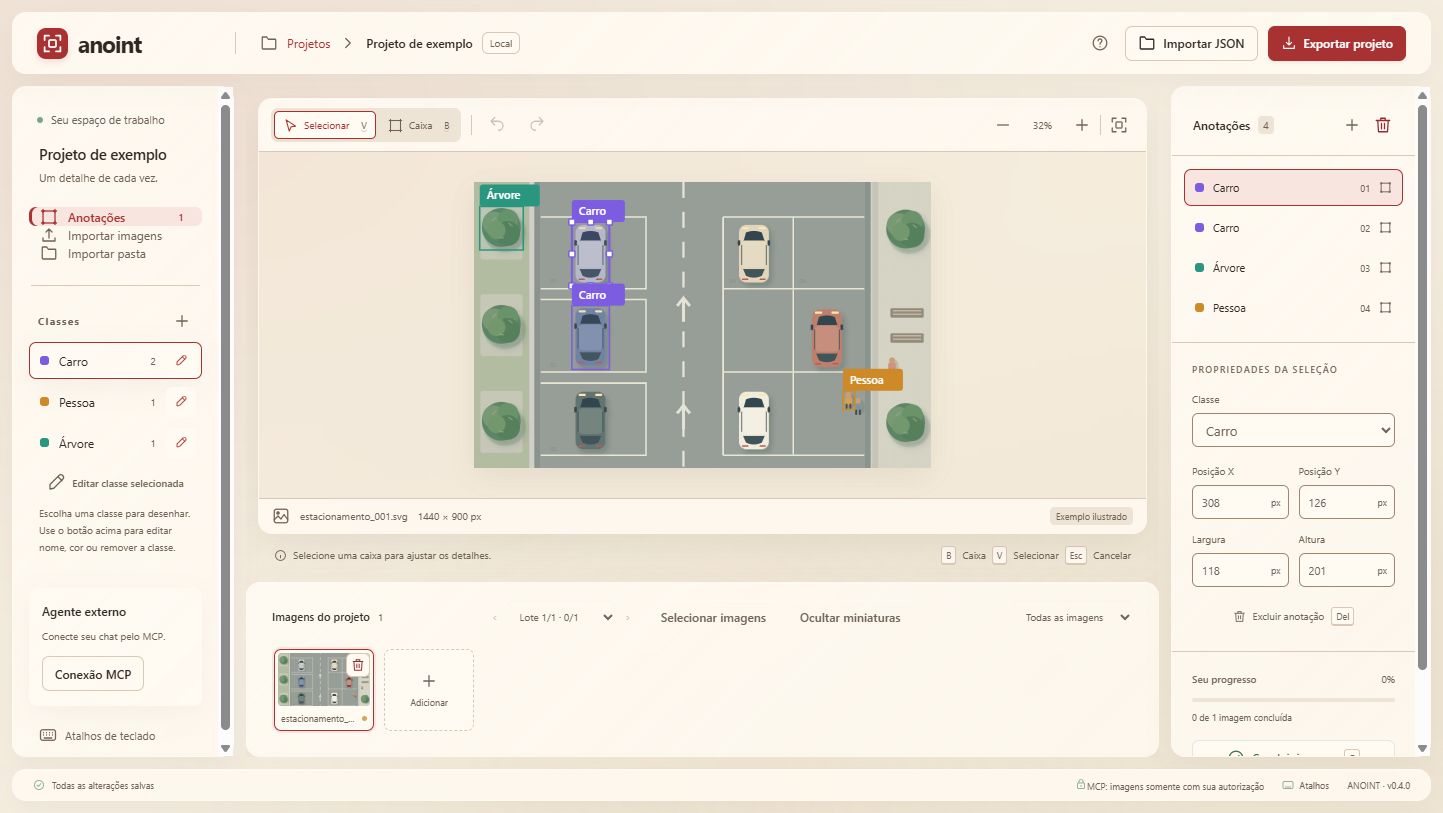 anoint
Projetos
Projeto de exemplo
Local
Importar JSON
Exportar projeto
Seu espaço de trabalho
Projeto de exemplo
Um detalhe de cada vez.
Anotações 1
Importar imagens
Importar pasta
Classes
Carro 2
Pessoa 1
Árvore 1
Editar classe selecionada
Escolha uma classe para desenhar.
Use o botão acima para editar
nome, cor ou remover a classe.
Agente externo
Conecte seu chat pelo MCP.
Conexão MCP
Atalhos de teclado
Selecionar V
Caixa B
32%
Árvore
Carro
Carro
Pessoa
estacionamento_001.svg 1440 × 900 px
Exemplo ilustrado
Selecione uma caixa para ajustar os detalhes.
B Caixa V Selecionar Esc Cancelar
Imagens do projeto 1
Lote 1/1 · 0/1
Selecionar imagens
Ocultar miniaturas
Todas as imagens
estacionamento_...
Adicionar
Anotações 4
Carro 01
Carro 02
Árvore 03
Pessoa 04
PROPRIEDADES DA SELEÇÃO
Classe
Carro
Posição X Posição Y
308 px 126 px
Largura Altura
118 px 201 px
Excluir anotação Del
Seu progresso 0%
0 de 1 imagem concluída
Todas as alterações salvas
MCP: imagens somente com sua autorização
Atalhos
ANOINT · v0.4.0